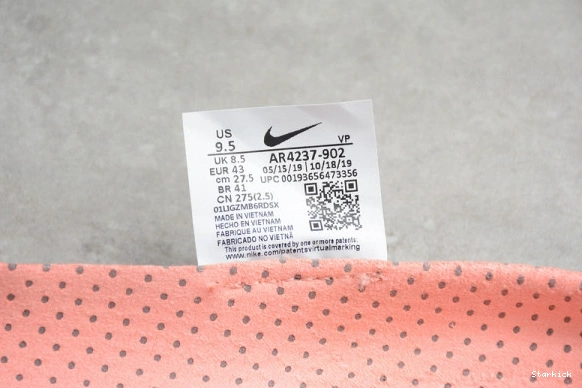 US
9.5
VP
UK 8.5
AR4237-902
EUR 43
05/15/19 | 10/18/19
cm 27.5
UPC 00193656473356
BR 41
CN 275(2.5)
01LIGZMB6RDSX
MADE IN VIETNAM
HECHO EN VIETNAM
FABRIQUE AU VIETNAM
FABRICADO NO VIETNÃ
This product is covered by one or more patents.
www.nike.com/patentsvirtualmarking
Starkick